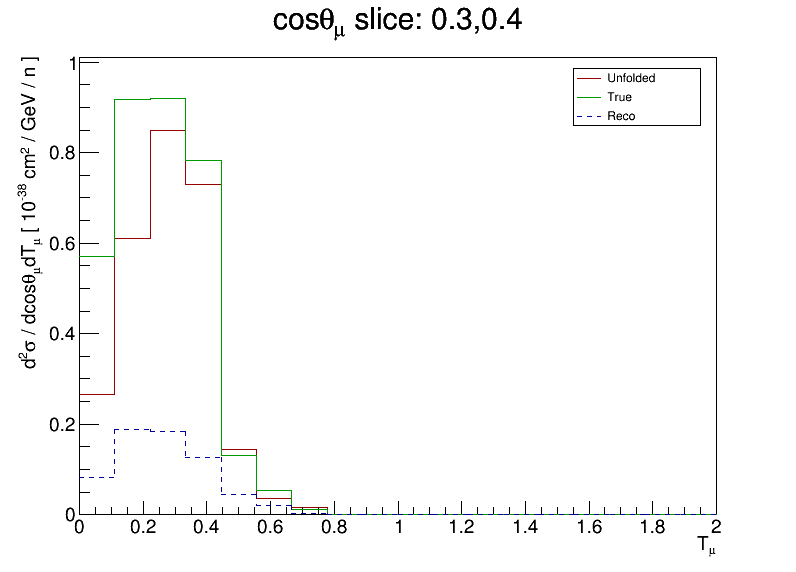 cosθμ slice: 0.3,0.4
d²σ / dcosθμdTμ [ 10⁻³⁸ cm² / GeV / n ]
1
0.8
0.6
0.4
0.2
0
Unfolded
True
Reco
0 0.2 0.4 0.6 0.8 1 1.2 1.4 1.6 1.8 2
Tμ